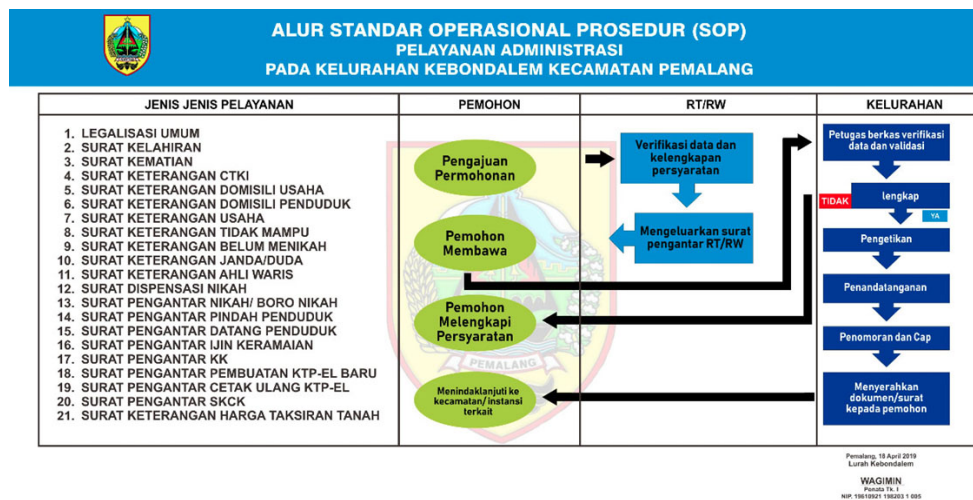 ALUR STANDAR OPERASIONAL PROSEDUR (SOP)
PELAYANAN ADMINISTRASI
PADA KELURAHAN KEBONDALEM KECAMATAN PEMALANG
JENIS JENIS PELAYANAN
1. LEGALISASI UMUM
2. SURAT KELAHIRAN
3. SURAT KEMATIAN
4. SURAT KETERANGAN CTKI
5. SURAT KETERANGAN DOMISILI USAHA
6. SURAT KETERANGAN DOMISILI PENDUDUK
7. SURAT KETERANGAN USAHA
8. SURAT KETERANGAN TIDAK MAMPU
9. SURAT KETERANGAN BELUM MENIKAH
10. SURAT KETERANGAN JANDA/DUDA
11. SURAT KETERANGAN AHLI WARIS
12. SURAT DISPENSASI NIKAH
13. SURAT PENGANTAR NIKAH/ BORO NIKAH
14. SURAT PENGANTAR PINDAH PENDUDUK
15. SURAT PENGANTAR DATANG PENDUDUK
16. SURAT PENGANTAR IJIN KERAMAIAN
17. SURAT PENGANTAR KK
18. SURAT PENGANTAR PEMBUATAN KTP-EL BARU
19. SURAT PENGANTAR CETAK ULANG KTP-EL
20. SURAT PENGANTAR SKCK
21. SURAT KETERANGAN HARGA TAKSIRAN TANAH
PEMOHON
Pengajuan
Permohonan
Pemohon
Membawa
Pemohon
Melengkapi
Persyaratan
PEMALANG
Menindaklanjuti ke
kecamatan/ instansi
terkait
RT/RW
Verifikasi data dan
kelengkapan
persyaratan
Mengeluarkan surat
pengantar RT/RW
KELURAHAN
Petugas berkas verifikasi
data dan validasi
TIDAK
lengkap
YA
Pengetikan
Penandatanganan
Penomoran dan Cap
Menyerahkan
dokumen/surat
kepada pemohon
Pemalang, 18 April 2019
Lurah Kebondalem
WAGIMIN
Penata Tk. I
NIP. 19610921 198203 1 005